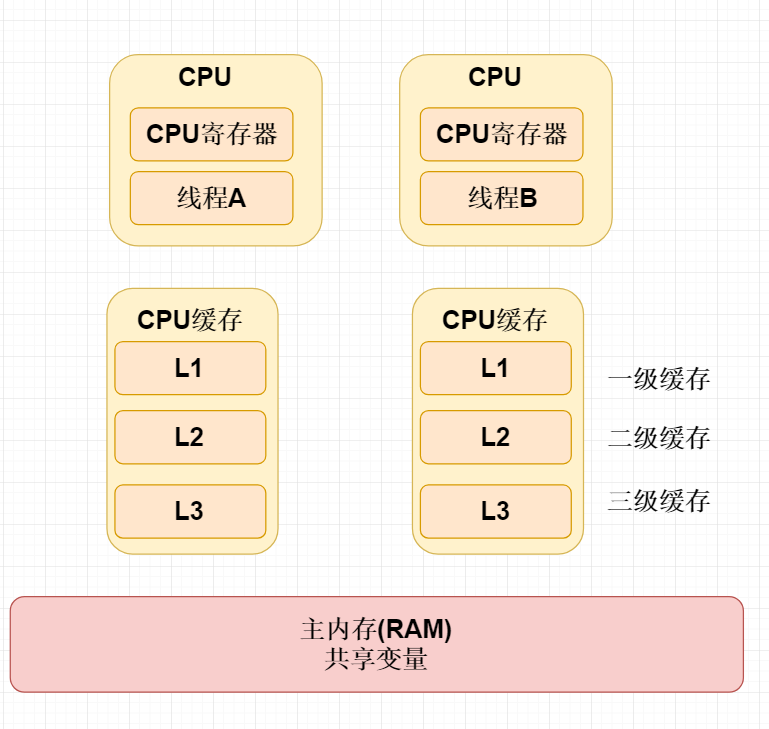 CPU
CPU寄存器
线程A
CPU
CPU寄存器
线程B
CPU缓存
L1
L2
L3
CPU缓存
L1
L2
L3
一级缓存
二级缓存
三级缓存
主内存(RAM)
共享变量